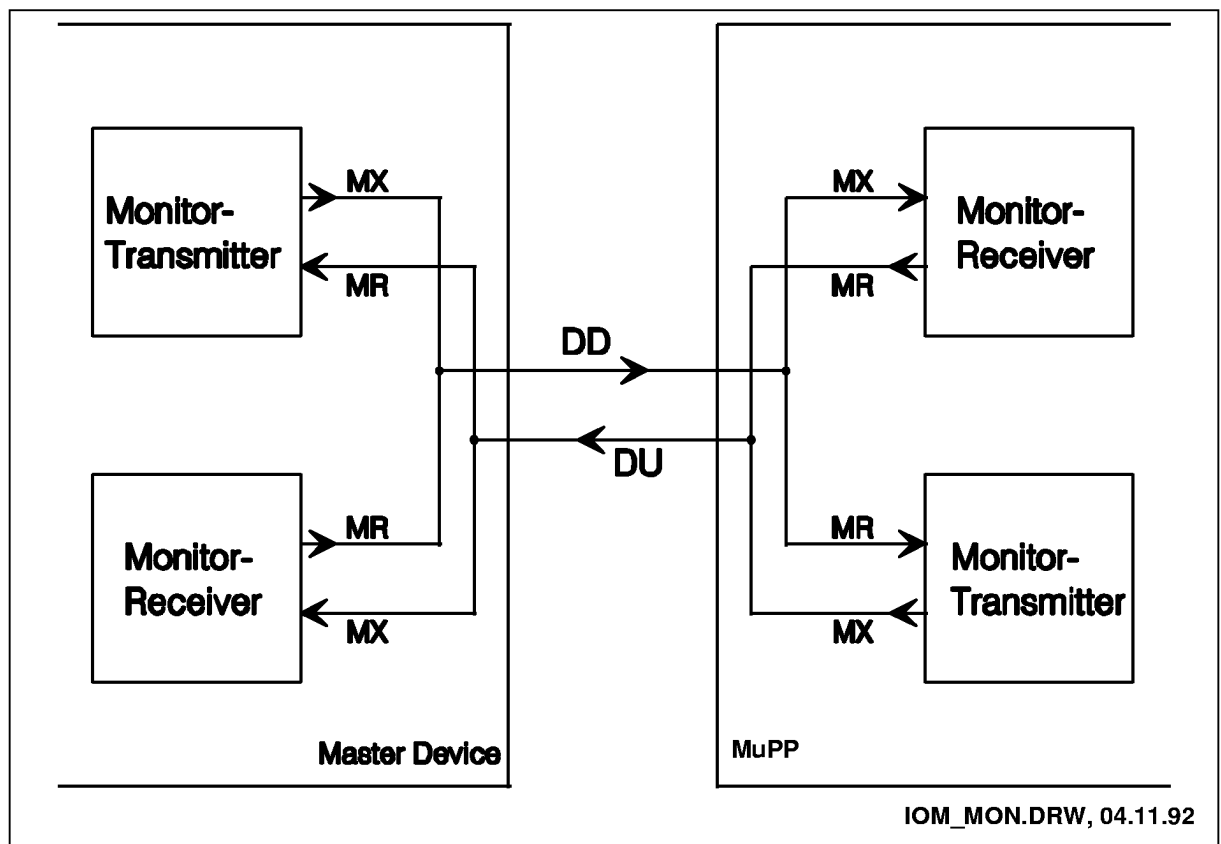 Monitor-
Transmitter
MX
MR
MX
MR
Monitor-
Receiver
DD
DU
Monitor-
Receiver
MR
MX
MR
MX
Monitor-
Transmitter
Master Device
MuPP
IOM_MON.DRW, 04.11.92